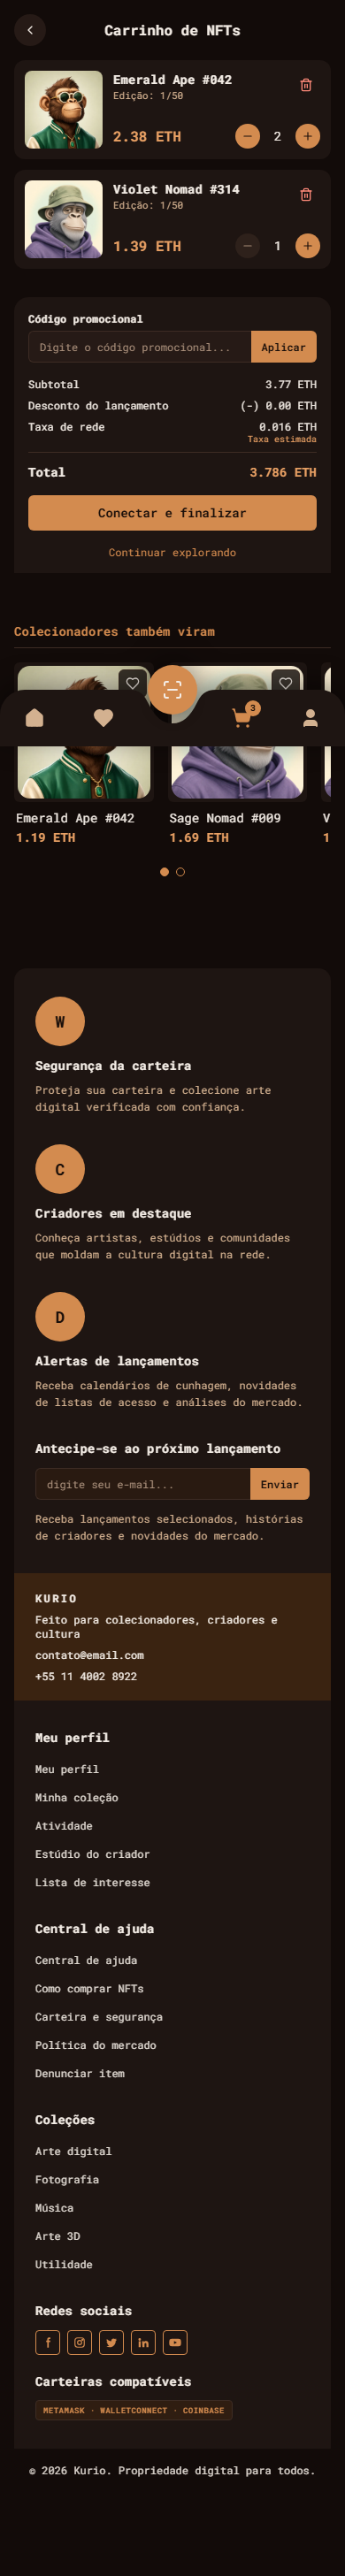 Carrinho de NFTs
Emerald Ape #042
Edição: 1/50
2.38 ETH
2
Violet Nomad #314
Edição: 1/50
1.39 ETH
1
Código promocional
Digite o código promocional...
Aplicar
Subtotal
3.77 ETH
Desconto do lançamento
(-) 0.00 ETH
Taxa de rede
0.016 ETH
Taxa estimada
Total
3.786 ETH
Conectar e finalizar
Continuar explorando
Colecionadores também viram
3
Emerald Ape #042
1.19 ETH
Sage Nomad #009
1.69 ETH
V
1
W
Segurança da carteira
Proteja sua carteira e colecione arte
digital verificada com confiança.
C
Criadores em destaque
Conheça artistas, estúdios e comunidades
que moldam a cultura digital na rede.
D
Alertas de lançamentos
Receba calendários de cunhagem, novidades
de listas de acesso e análises do mercado.
Antecipe-se ao próximo lançamento
digite seu e-mail...
Enviar
Receba lançamentos selecionados, histórias
de criadores e novidades do mercado.
KURIO
Feito para colecionadores, criadores e
cultura
contato@email.com
+55 11 4002 8922
Meu perfil
Meu perfil
Minha coleção
Atividade
Estúdio do criador
Lista de interesse
Central de ajuda
Central de ajuda
Como comprar NFTs
Carteira e segurança
Política do mercado
Denunciar item
Coleções
Arte digital
Fotografia
Música
Arte 3D
Utilidade
Redes sociais
Carteiras compatíveis
METAMASK · WALLETCONNECT · COINBASE
© 2026 Kurio. Propriedade digital para todos.